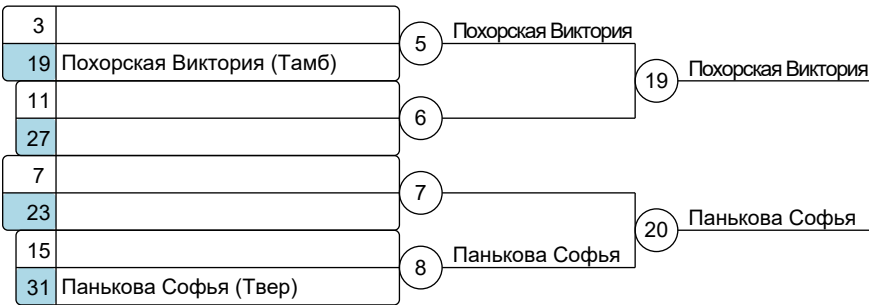 3
19 Похорская Виктория (Тамб)
5 Похорская Виктория
19 Похорская Виктория
11
27
6
7
23
7
20 Панькова Софья
15
31 Панькова Софья (Твер)
8 Панькова Софья